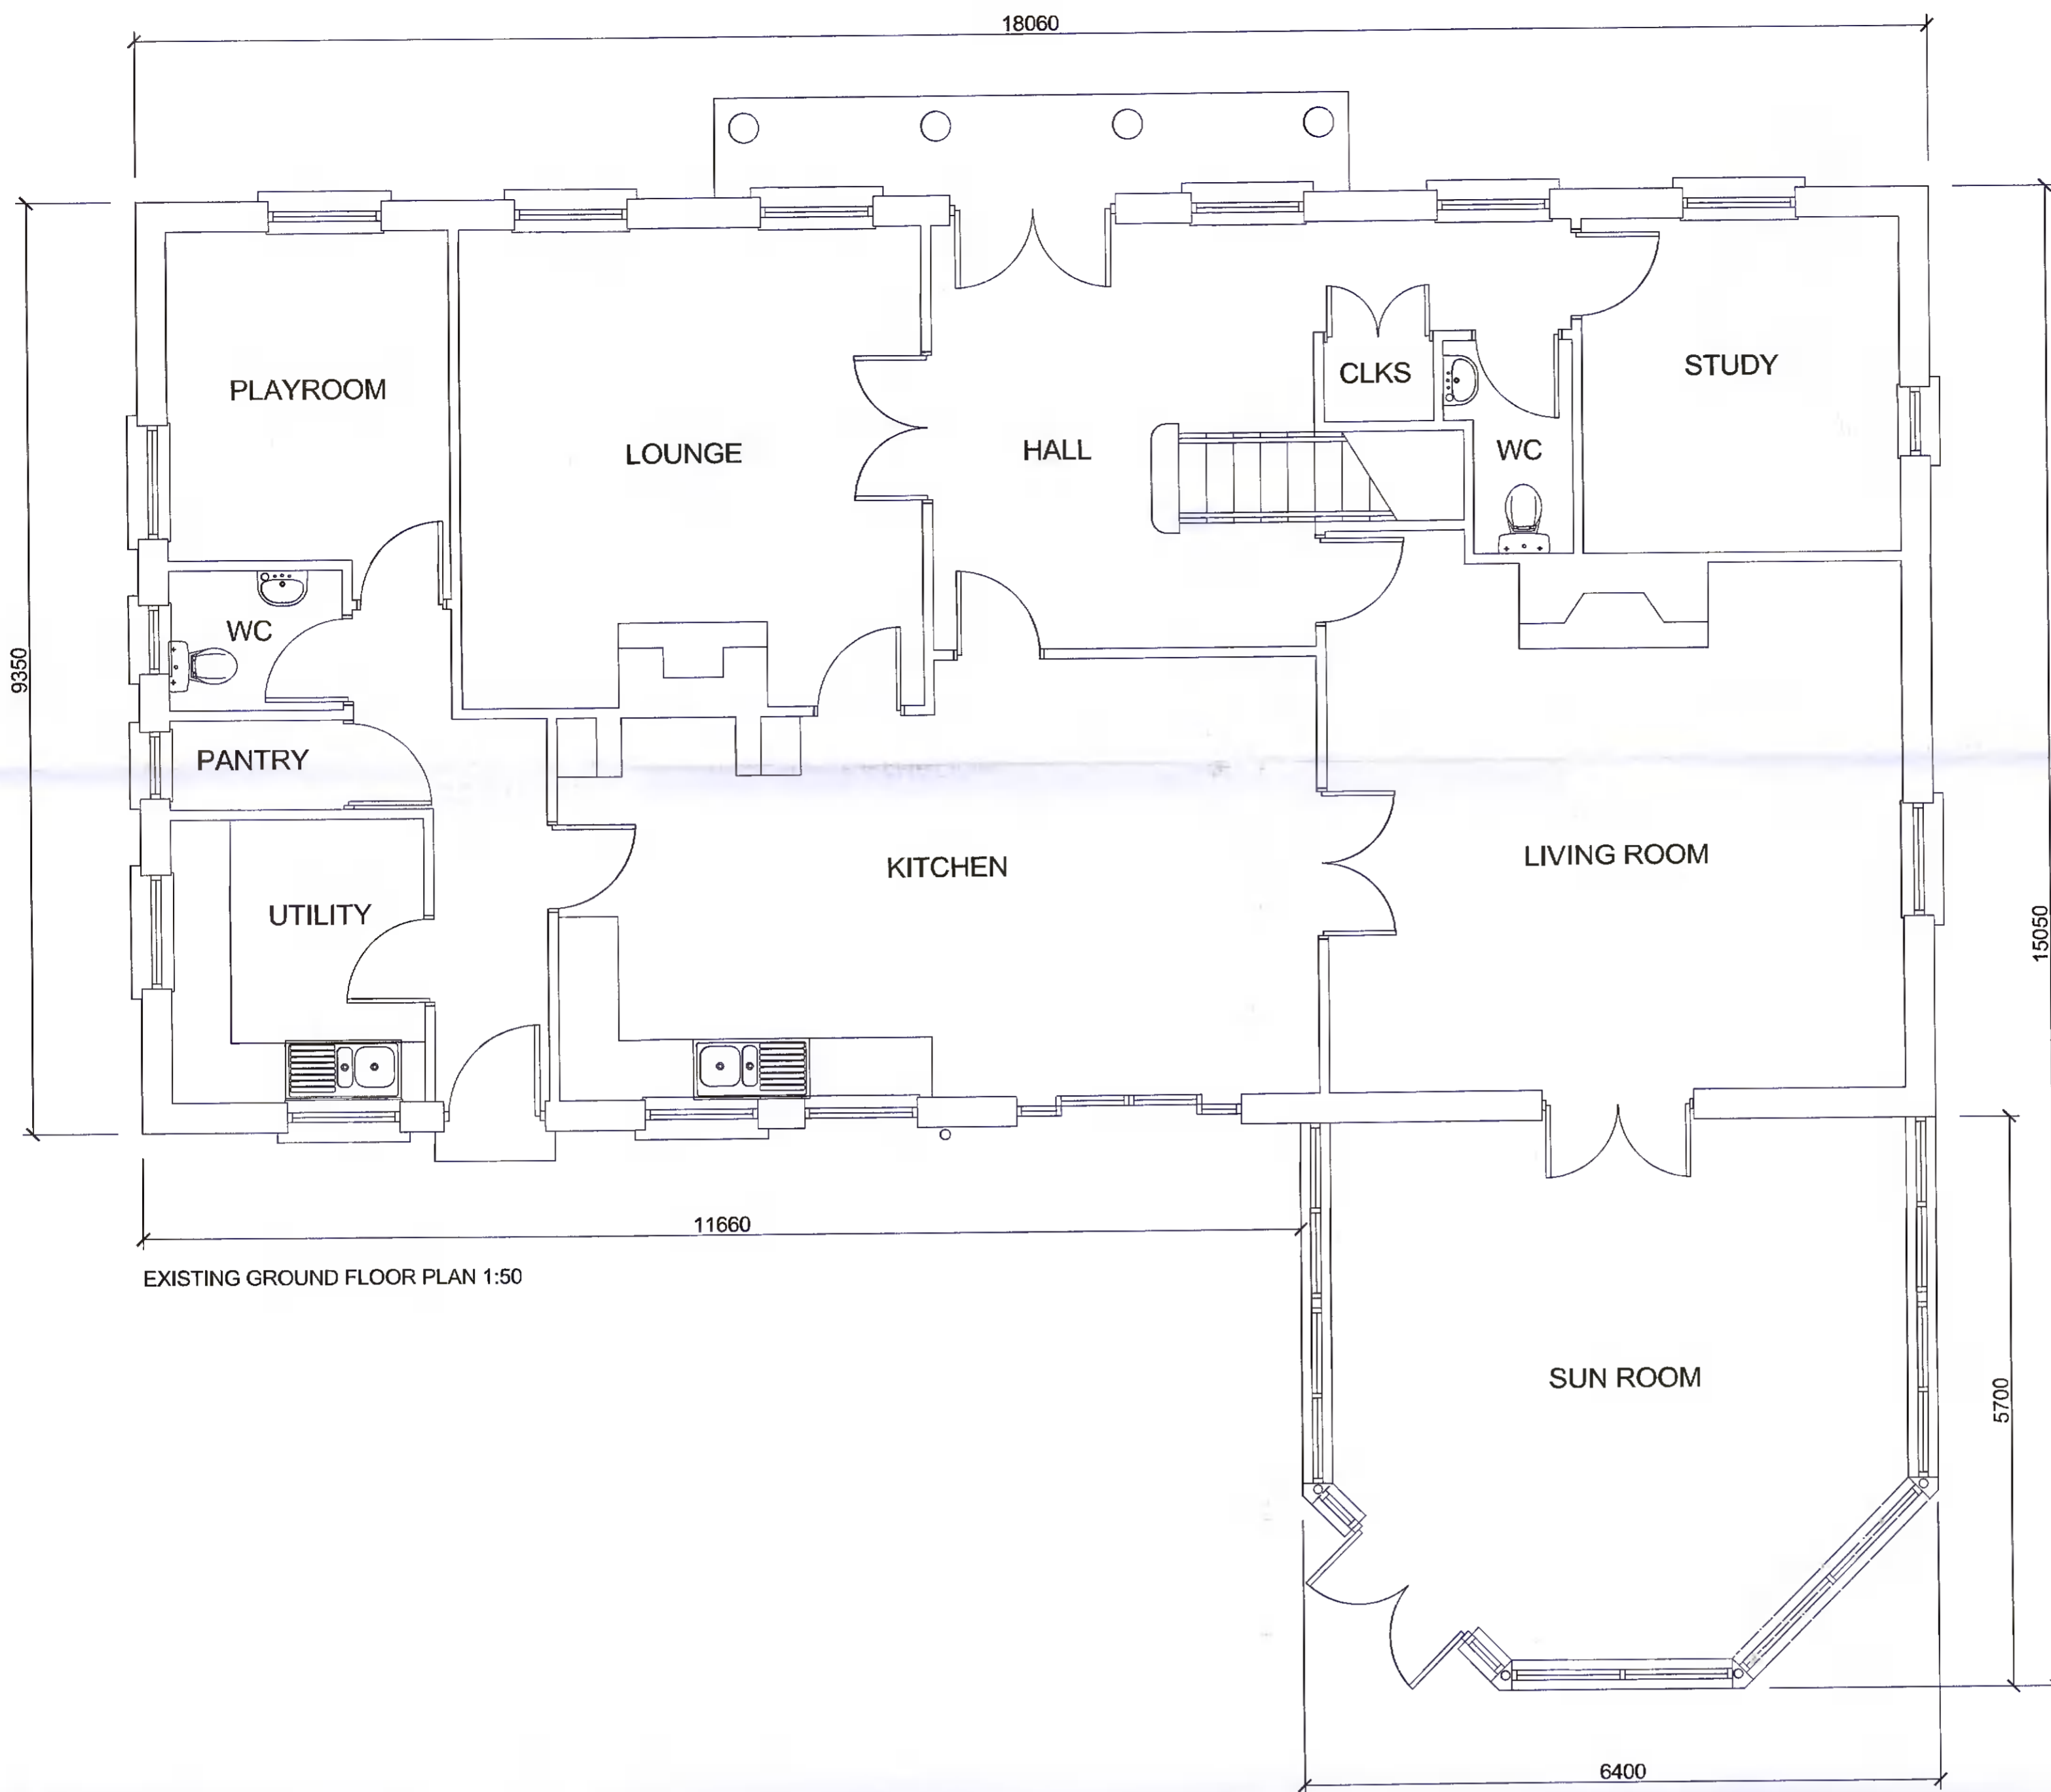 18060
PLAYROOM
LOUNGE
HALL
CLKS
WC
STUDY
WC
9350
PANTRY
UTILITY
KITCHEN
LIVING ROOM
15050
11660
EXISTING GROUND FLOOR PLAN 1:50
SUN ROOM
5700
6400